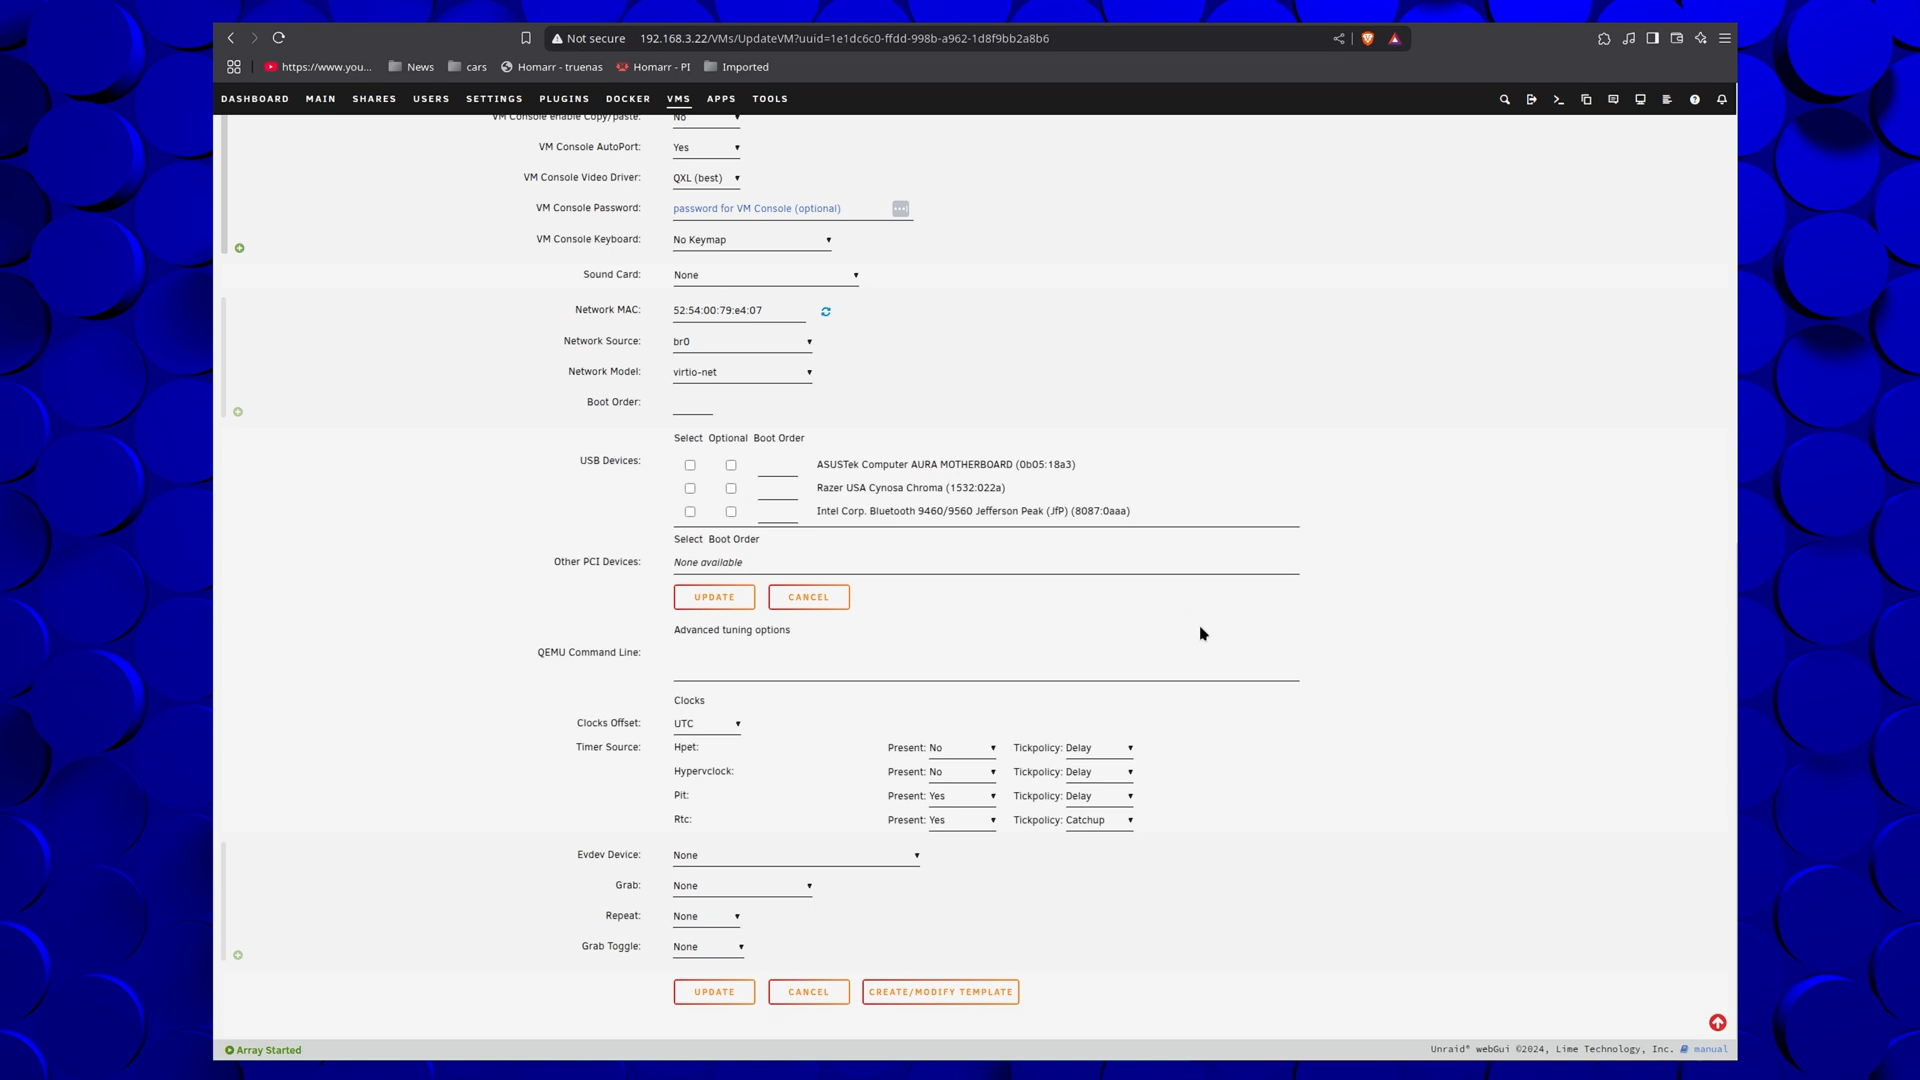 Not secure 192.168.3.22/VMs/UpdateVM?uuid=1e1dc6c0-ffdd-998b-a962-1d8f9bb2a8b6
https://www.you... News cars Homarr - truenas Homarr - PI Imported
DASHBOARD MAIN SHARES USERS SETTINGS PLUGINS DOCKER VMS APPS TOOLS
VM Console enable Copy/paste: No
VM Console AutoPort: Yes
VM Console Video Driver: QXL (best)
VM Console Password: password for VM Console (optional)
VM Console Keyboard: No Keymap
Sound Card: None
Network MAC: 52:54:00:79:e4:07
Network Source: br0
Network Model: virtio-net
Boot Order:
Select Optional Boot Order
USB Devices: ASUSTek Computer AURA MOTHERBOARD (0b05:18a3)
Razer USA Cynosa Chroma (1532:022a)
Intel Corp. Bluetooth 9460/9560 Jefferson Peak (JfP) (8087:0aaa)
Select Boot Order
Other PCI Devices: None available
UPDATE CANCEL
Advanced tuning options
QEMU Command Line:
Clocks
Clocks Offset: UTC
Timer Source: Hpet: Present: No Tickpolicy: Delay
Hypervclock: Present: No Tickpolicy: Delay
Pit: Present: Yes Tickpolicy: Delay
Rtc: Present: Yes Tickpolicy: Catchup
Evdev Device: None
Grab: None
Repeat: None
Grab Toggle: None
UPDATE CANCEL CREATE/MODIFY TEMPLATE
Array Started Unraid® webGui ©2024, Lime Technology, Inc. manual